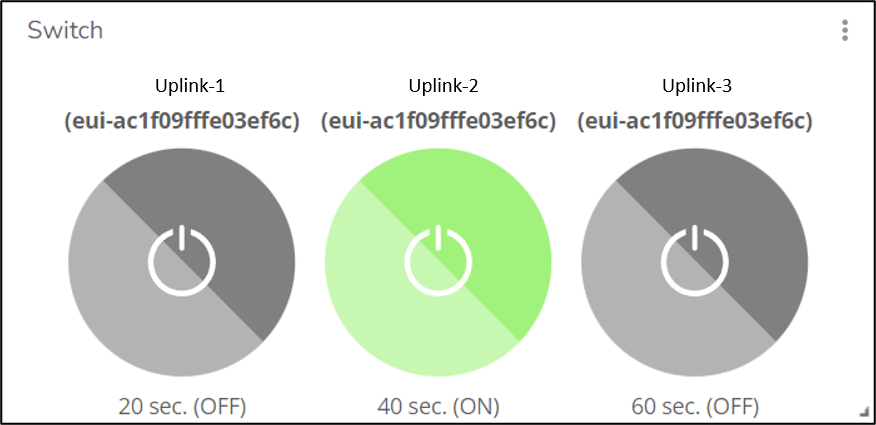 Switch
Uplink-1 Uplink-2 Uplink-3
(eui-ac1f09fffe03ef6c) (eui-ac1f09fffe03ef6c) (eui-ac1f09fffe03ef6c)
20 sec. (OFF) 40 sec. (ON) 60 sec. (OFF)